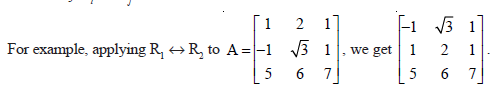 For example, applying R₁ ↔ R₂ to A = [1 2 1; −1 √3 1; 5 6 7], we get [−1 √3 1; 1 2 1; 5 6 7].